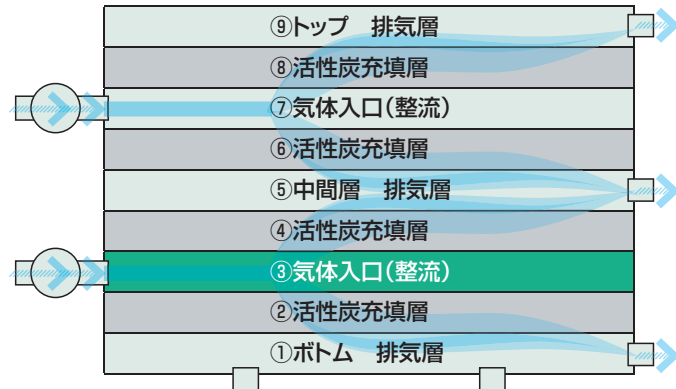 ⑨トップ　排気層
⑧活性炭充填層
⑦気体入口(整流)
⑥活性炭充填層
⑤中間層　排気層
④活性炭充填層
③気体入口(整流)
②活性炭充填層
①ボトム　排気層